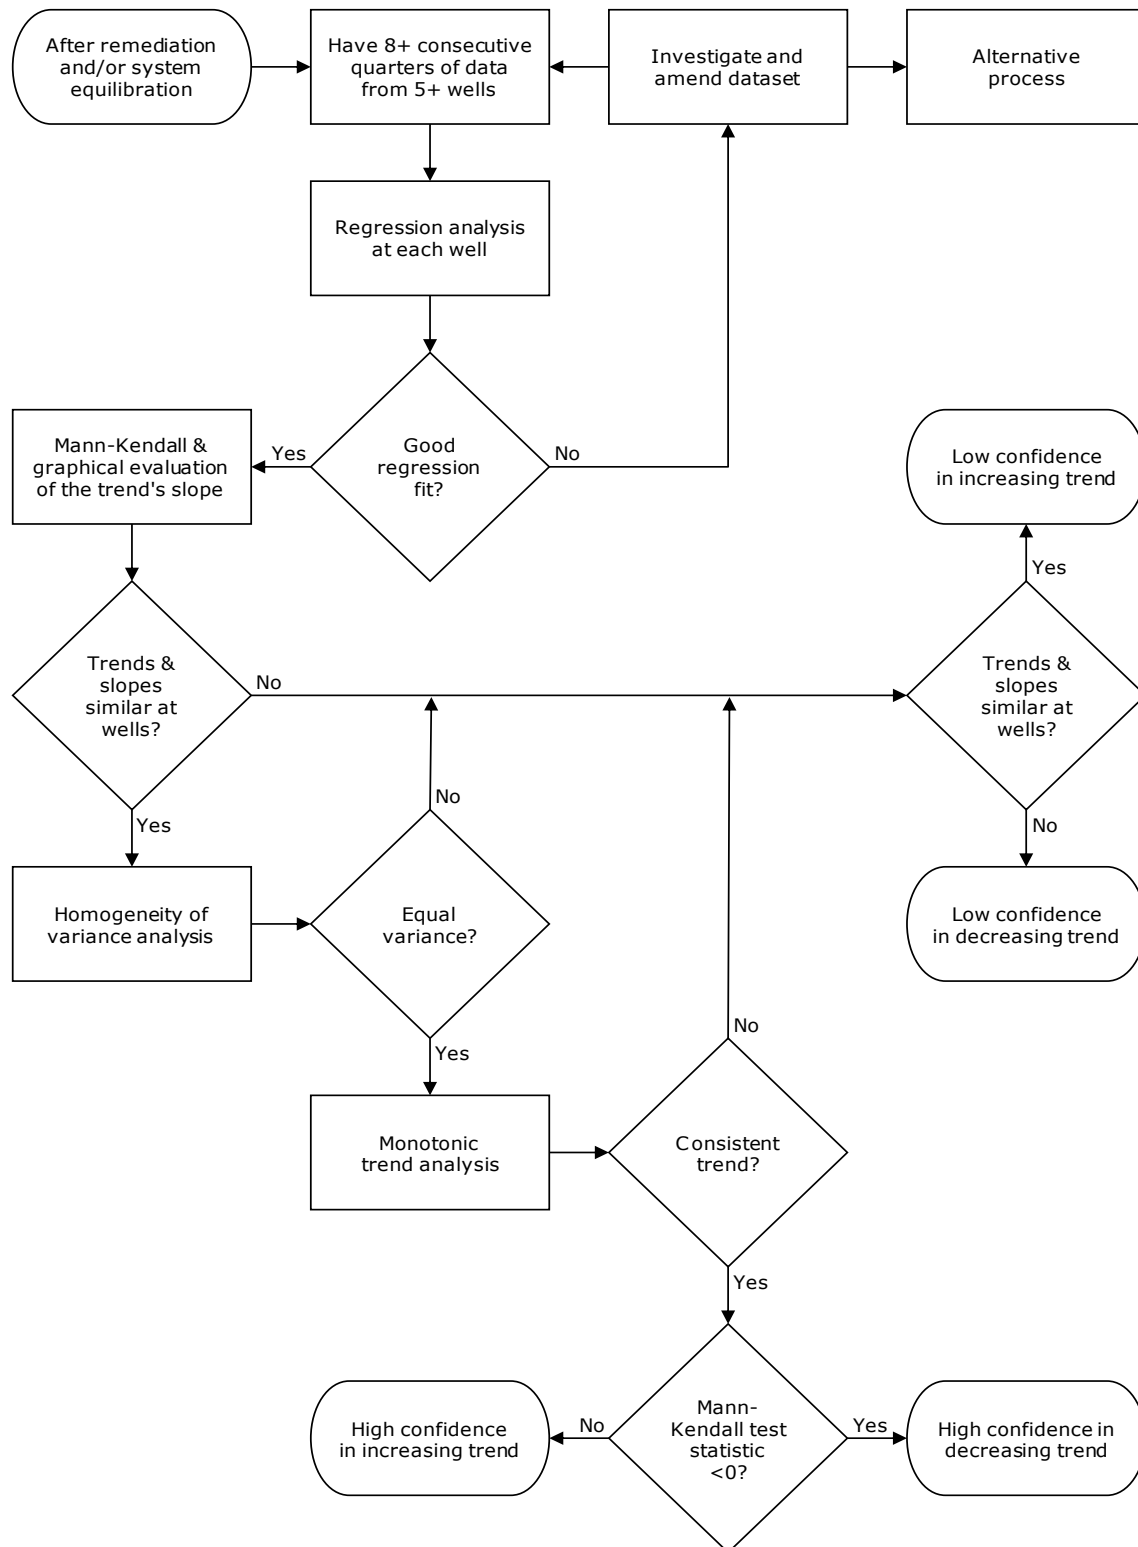 After remediation
and/or system
equilibration
Have 8+ consecutive
quarters of data
from 5+ wells
Investigate and
amend dataset
Alternative
process
Regression analysis
at each well
Good
regression
fit?
Yes
No
Mann-Kendall &
graphical evaluation
of the trend's slope
Low confidence
in increasing trend
Yes
Trends &
slopes
similar at
wells?
No
Trends &
slopes
similar at
wells?
No
Yes
No
Low confidence
in decreasing trend
Homogeneity of
variance analysis
Equal
variance?
Yes
No
Monotonic
trend analysis
Consistent
trend?
Yes
Mann-
Kendall test
statistic
<0?
No
Yes
High confidence
in increasing trend
High confidence in
decreasing trend